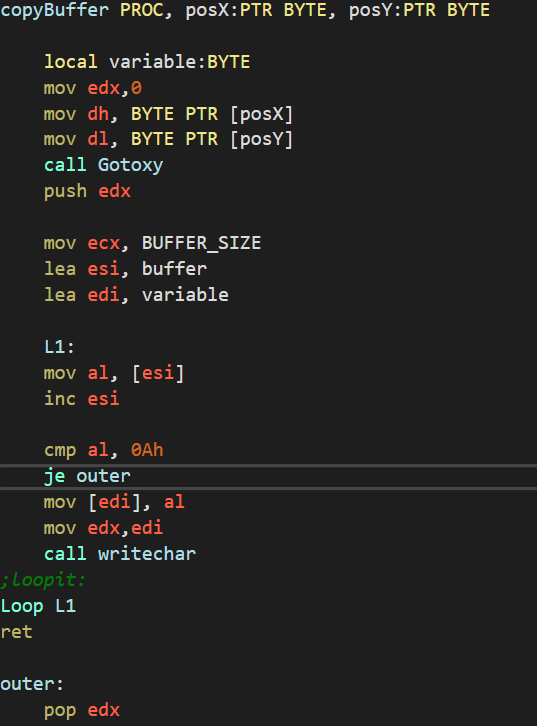 copyBuffer PROC, posX:PTR BYTE, posY:PTR BYTE
local variable:BYTE
mov edx,0
mov dh, BYTE PTR [posX]
mov dl, BYTE PTR [posY]
call Gotoxy
push edx
mov ecx, BUFFER_SIZE
lea esi, buffer
lea edi, variable
L1:
mov al, [esi]
inc esi
cmp al, 0Ah
je outer
mov [edi], al
mov edx,edi
call writechar
;loopit:
Loop L1
ret
outer:
pop edx